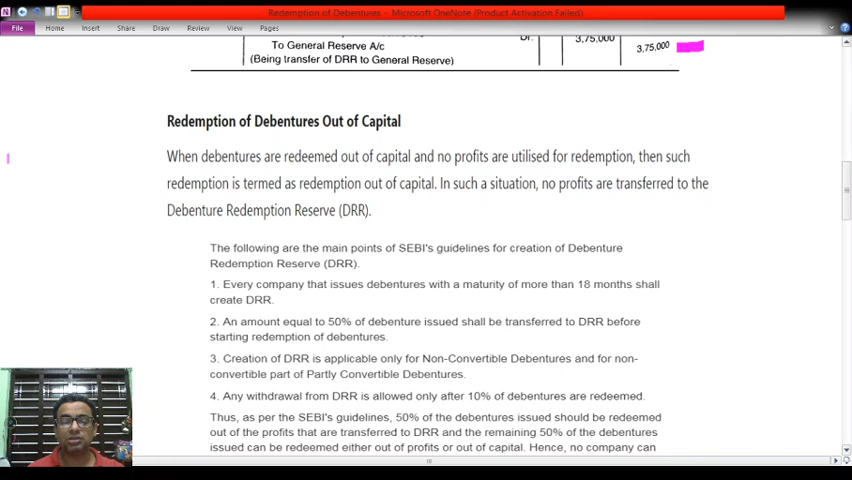 Redemption of Debentures - Microsoft OneNote (Product Activation Failed)
File Home Insert Share Draw Review View Pages
Dr. 3,75,000
To General Reserve A/c 3,75,000
(Being transfer of DRR to General Reserve)
Redemption of Debentures Out of Capital
When debentures are redeemed out of capital and no profits are utilised for redemption, then such
redemption is termed as redemption out of capital. In such a situation, no profits are transferred to the
Debenture Redemption Reserve (DRR).
The following are the main points of SEBI's guidelines for creation of Debenture
Redemption Reserve (DRR).
1. Every company that issues debentures with a maturity of more than 18 months shall
create DRR.
2. An amount equal to 50% of debenture issued shall be transferred to DRR before
starting redemption of debentures.
3. Creation of DRR is applicable only for Non-Convertible Debentures and for non-
convertible part of Partly Convertible Debentures.
4. Any withdrawal from DRR is allowed only after 10% of debentures are redeemed.
Thus, as per the SEBI's guidelines, 50% of the debentures issued should be redeemed
out of the profits that are transferred to DRR and the remaining 50% of the debentures
issued can be redeemed either out of profits or out of capital. Hence, no company can